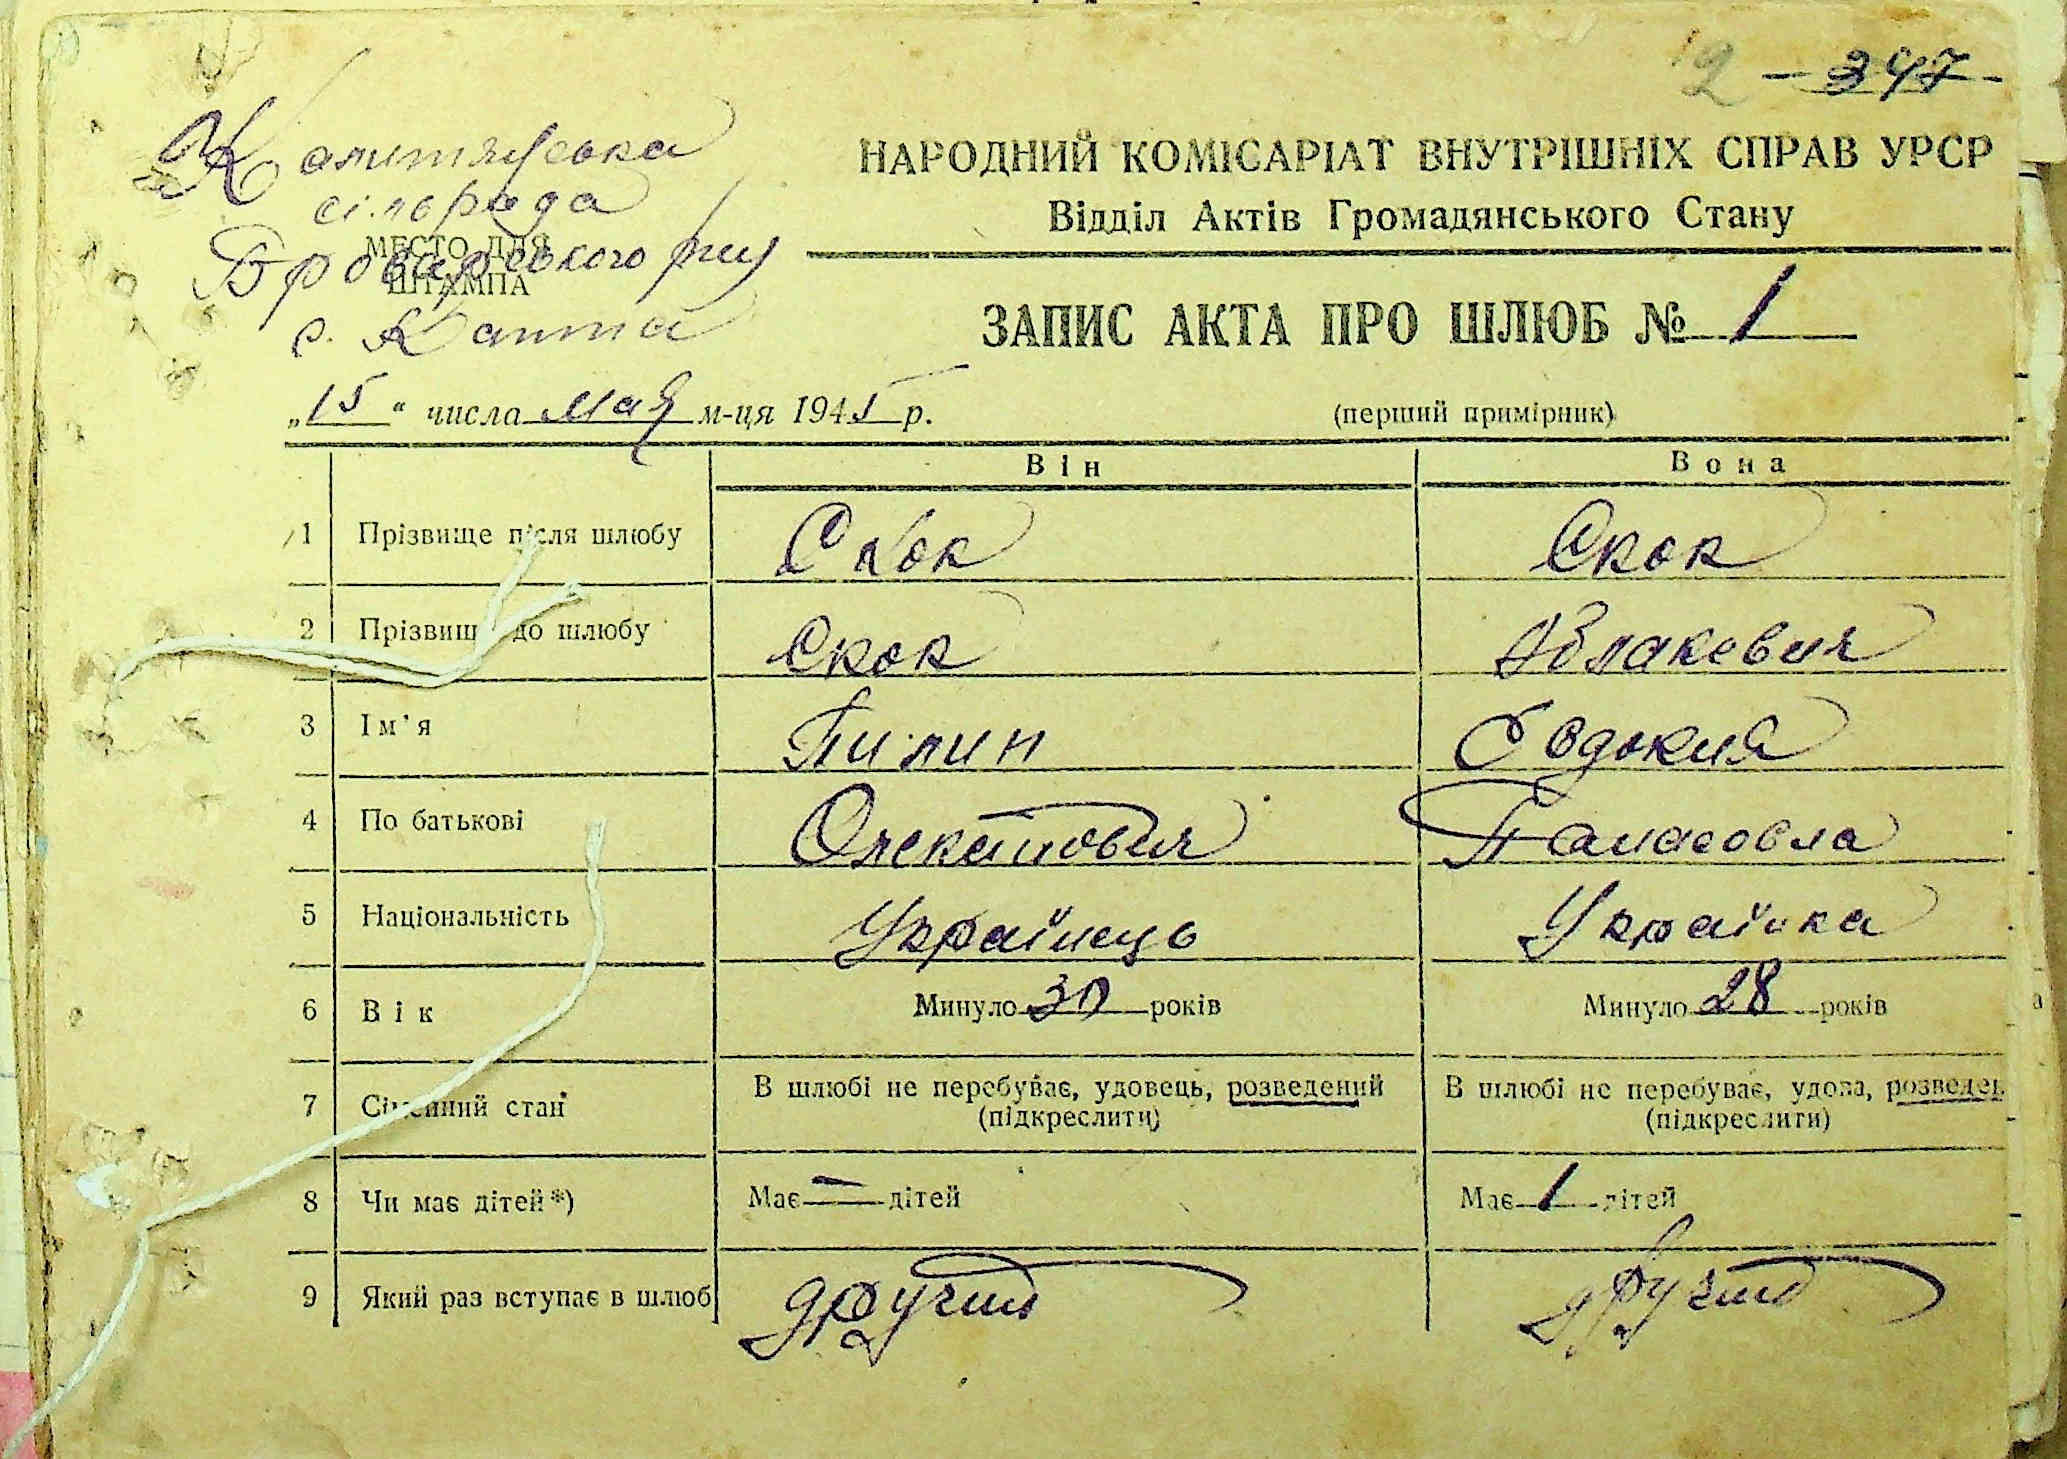 2 — 347 -
сільрада
НАРОДНИЙ КОМІСАРІАТ ВНУТРІШНІХ СПРАВ УРСР
Відділ Актів Громадянського Стану
МЕСТО ДЛЯ
ШТАМПА
Броварського р-ну
ЗАПИС АКТА ПРО ШЛЮБ № 1
„15“ числа мая м-ця 1945 р.
(перший примірник)
Він Вона
1 Прізвище після шлюбу Скок Скок
2 Прізвище до шлюбу Скок
3 Ім'я Пилип Євдокия
4 По батькові Панасовна
5 Національність Українець Українка
6 Вік Минуло 30 років Минуло 28 років
7 Сімейний стан В шлюбі не перебуває, удовець, розведений (підкреслити) В шлюбі не перебуває, удова, розведен (підкреслити)
8 Чи має дітей*) Має — дітей Має 1 дітей
9 Який раз вступає в шлюб другий другий